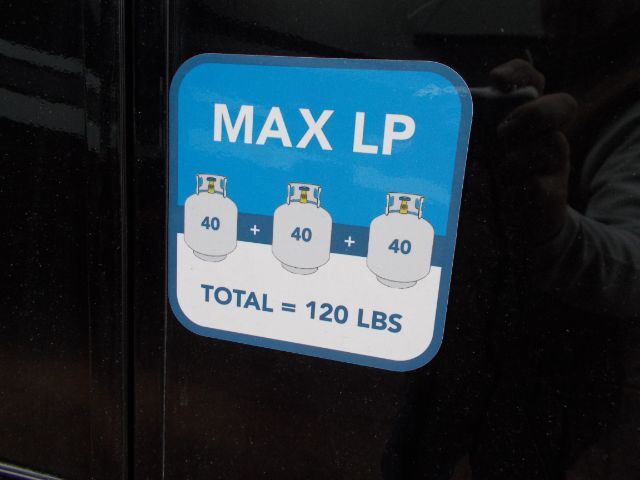 MAX LP
40 + 40 + 40
TOTAL = 120 LBS